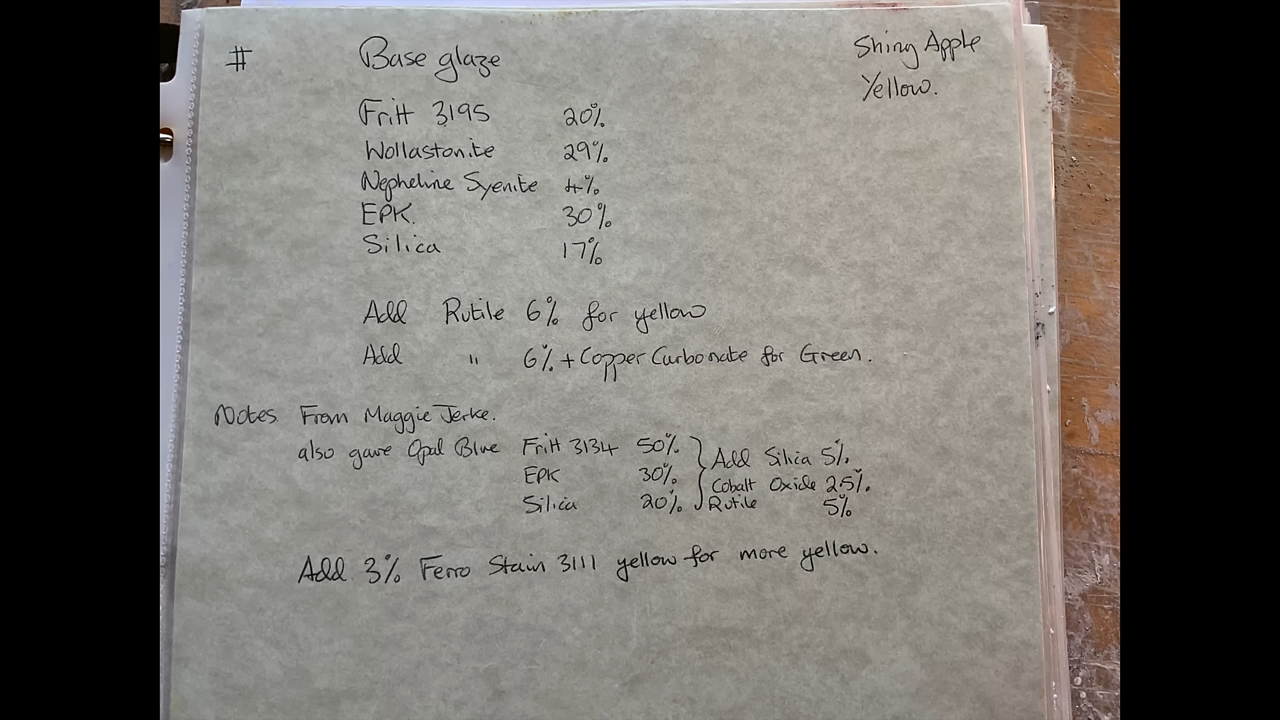 # Base glaze Shiny Apple
Yellow.
Fritt 3195 20%
Wollastonite 29%
Nepheline Syenite 4%
EPK. 30%
Silica 17%
Add Rutile 6% for yellow
Add " 6% + Copper Carbonate for Green.
Notes From Maggie Jerke.
also gave Opal Blue Fritt 3134 50% } Add Silica 5%.
EPK 30% Cobalt Oxide 25%.
Silica 20% Rutile 5%
Add 3% Ferro Stain 3111 yellow for more yellow.